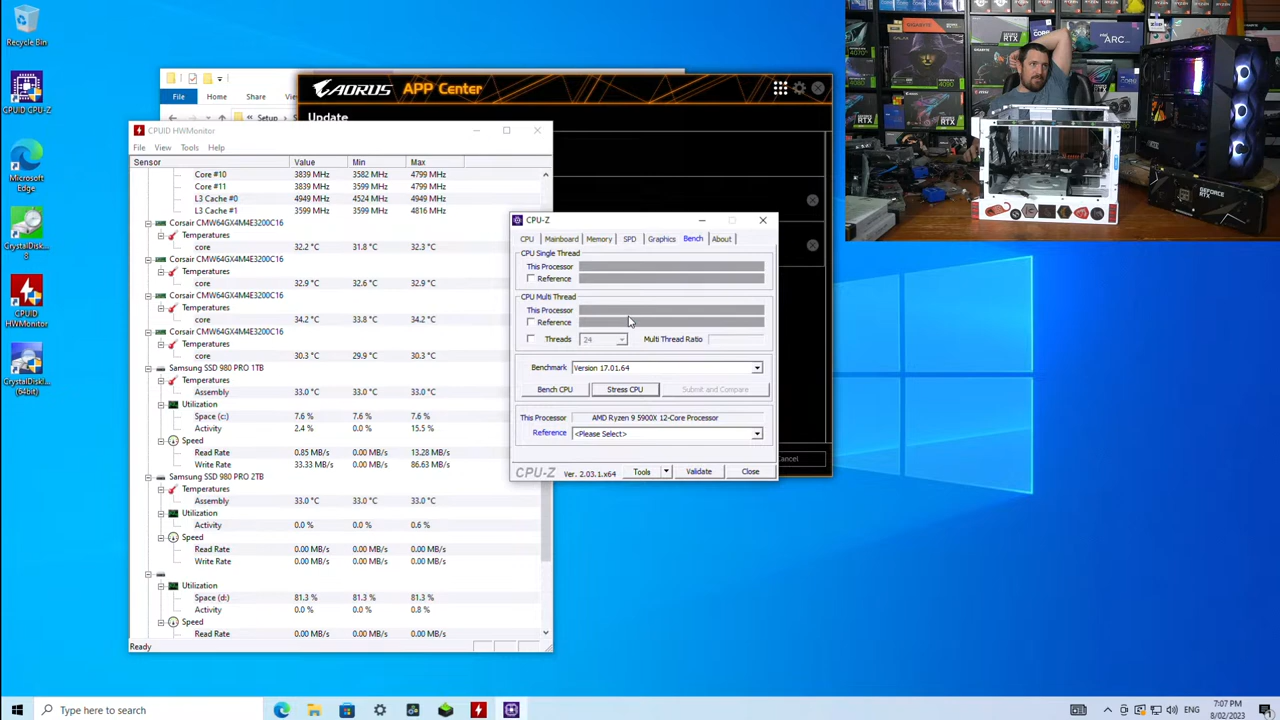 Recycle Bin
CPUID CPU-Z
Microsoft
Edge
CrystalDisk...
8
CPUID
HWMonitor
CrystalDisk...
(64bit)
File
Home
Share
Setup
AORUS APP Center
Update
Cancel
CPUID HWMonitor
File View Tools Help
Sensor Value Min Max
Core #10 3839 MHz 3582 MHz 4799 MHz
Core #11 3839 MHz 3599 MHz 4799 MHz
L3 Cache #0 4949 MHz 4524 MHz 4949 MHz
L3 Cache #1 3599 MHz 3599 MHz 4816 MHz
Corsair CMW64GX4M4E3200C16
Temperatures
core 32.2 °C 31.8 °C 32.3 °C
Corsair CMW64GX4M4E3200C16
Temperatures
core 32.9 °C 32.6 °C 32.9 °C
Corsair CMW64GX4M4E3200C16
Temperatures
core 34.2 °C 33.8 °C 34.2 °C
Corsair CMW64GX4M4E3200C16
Temperatures
core 30.3 °C 29.9 °C 30.3 °C
Samsung SSD 980 PRO 1TB
Temperatures
Assembly 33.0 °C 33.0 °C 33.0 °C
Utilization
Space (c:) 7.6 % 7.6 % 7.6 %
Activity 2.4 % 0.0 % 15.5 %
Speed
Read Rate 0.85 MB/s 0.00 MB/s 13.28 MB/s
Write Rate 33.33 MB/s 0.00 MB/s 86.63 MB/s
Samsung SSD 980 PRO 2TB
Temperatures
Assembly 33.0 °C 33.0 °C 33.0 °C
Utilization
Activity 0.0 % 0.0 % 0.6 %
Speed
Read Rate 0.00 MB/s 0.00 MB/s 0.00 MB/s
Write Rate 0.00 MB/s 0.00 MB/s 0.00 MB/s
Utilization
Space (d:) 81.3 % 81.3 % 81.3 %
Activity 0.0 % 0.0 % 0.8 %
Speed
Read Rate 0.00 MB/s 0.00 MB/s 0.00 MB/s
Ready
CPU-Z
CPU Mainboard Memory SPD Graphics Bench About
CPU Single Thread
This Processor
Reference
CPU Multi Thread
This Processor
Reference
Threads 24 Multi Thread Ratio
Benchmark Version 17.01.64
Bench CPU Stress CPU Submit and Compare
This Processor AMD Ryzen 9 5900X 12-Core Processor
Reference <Please Select>
CPU-Z Ver. 2.03.1.x64 Tools Validate Close
GIGABYTE
RTX
ARC
GEFORCE
RTX
Type here to search
ENG
7:07 PM
8/02/2023